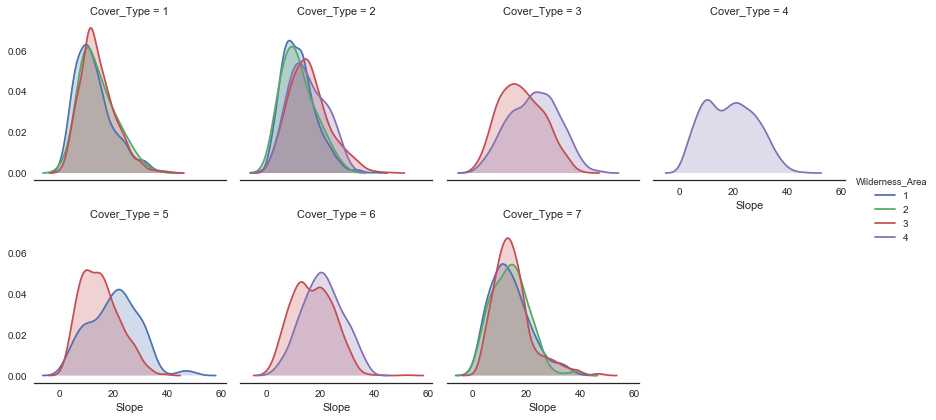 Cover_Type = 1
Cover_Type = 2
Cover_Type = 3
Cover_Type = 4
0.06
0.04
0.02
0.00
0 20 40 60
Slope
Wilderness_Area
1
2
3
4
Cover_Type = 5
Cover_Type = 6
Cover_Type = 7
0.06
0.04
0.02
0.00
0 20 40 60
Slope
0 20 40 60
Slope
0 20 40 60
Slope